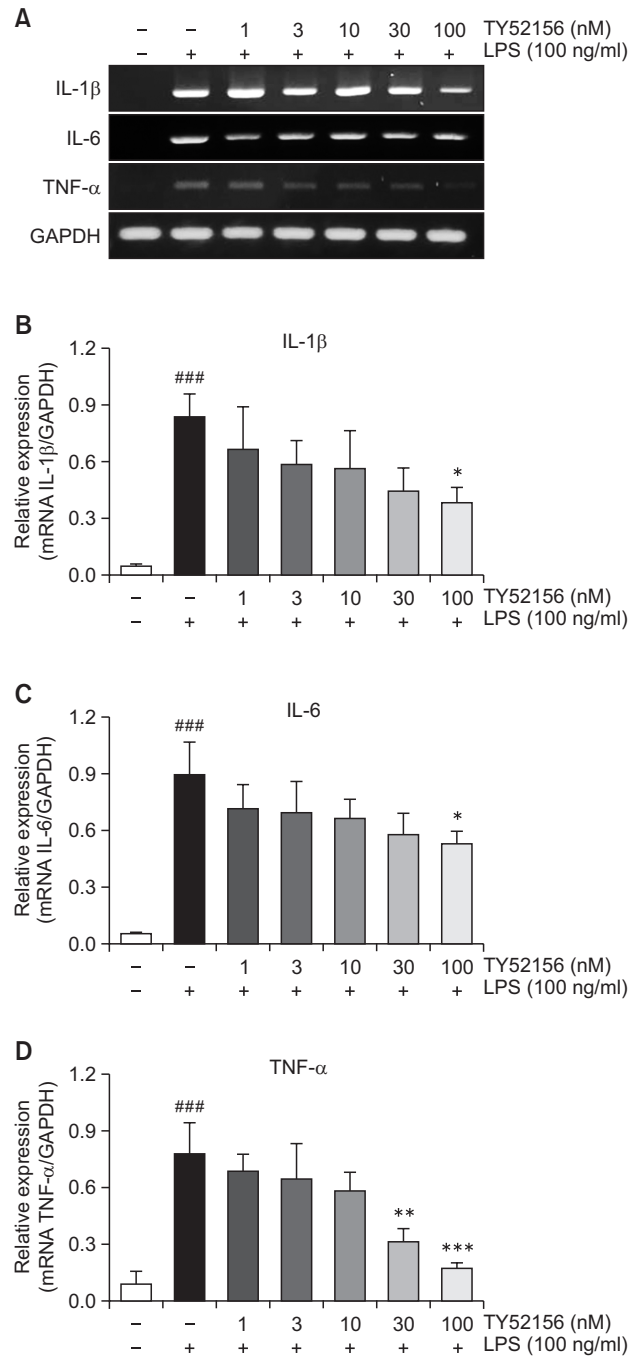 A
– – 1 3 10 30 100 TY52156 (nM)
– + + + + + + LPS (100 ng/ml)
IL-1β
IL-6
TNF-α
GAPDH
B
IL-1β
Relative expression
(mRNA IL-1β/GAPDH)
1.2
0.9
0.6
0.3
0.0
###
*
– – 1 3 10 30 100 TY52156 (nM)
– + + + + + + LPS (100 ng/ml)
C
IL-6
Relative expression
(mRNA IL-6/GAPDH)
1.2
0.9
0.6
0.3
0.0
###
*
– – 1 3 10 30 100 TY52156 (nM)
– + + + + + + LPS (100 ng/ml)
D
TNF-α
Relative expression
(mRNA TNF-α/GAPDH)
1.2
0.9
0.6
0.3
0.0
###
**
***
– – 1 3 10 30 100 TY52156 (nM)
– + + + + + + LPS (100 ng/ml)